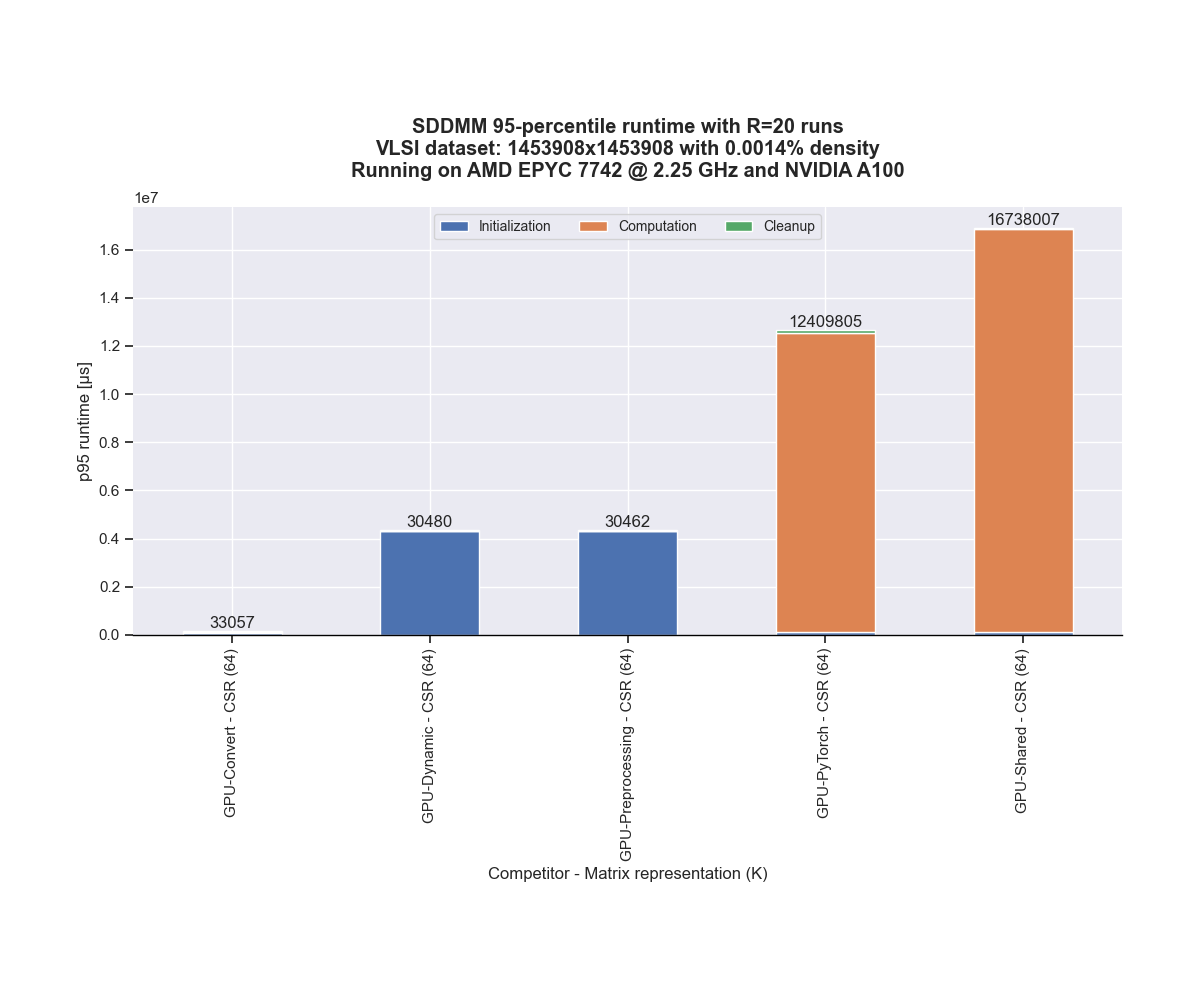 SDDMM 95-percentile runtime with R=20 runs
VLSI dataset: 1453908x1453908 with 0.0014% density
Running on AMD EPYC 7742 @ 2.25 GHz and NVIDIA A100
1e7
Initialization
Computation
Cleanup
16738007
12409805
30480
30462
33057
1.6
1.4
1.2
1.0
0.8
0.6
0.4
0.2
0.0
p95 runtime [μs]
GPU-Convert - CSR (64)
GPU-Dynamic - CSR (64)
GPU-Preprocessing - CSR (64)
GPU-PyTorch - CSR (64)
GPU-Shared - CSR (64)
Competitor - Matrix representation (K)